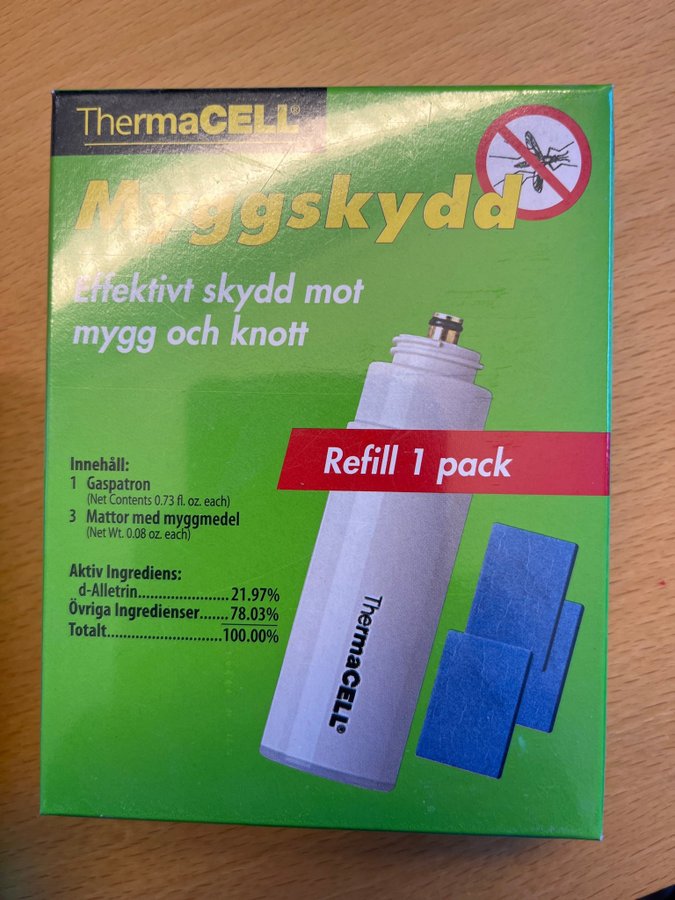 ThermaCELL®
Myggskydd
Effektivt skydd mot
mygg och knott
Refill 1 pack
Innehåll:
1 Gaspatron
(Net Contents 0.73 fl. oz. each)
3 Mattor med myggmedel
(Net Wt. 0.08 oz. each)
Aktiv Ingrediens:
d-Alletrin......................21.97%
Övriga Ingredienser.......78.03%
Totalt...........................100.00%
ThermaCELL®